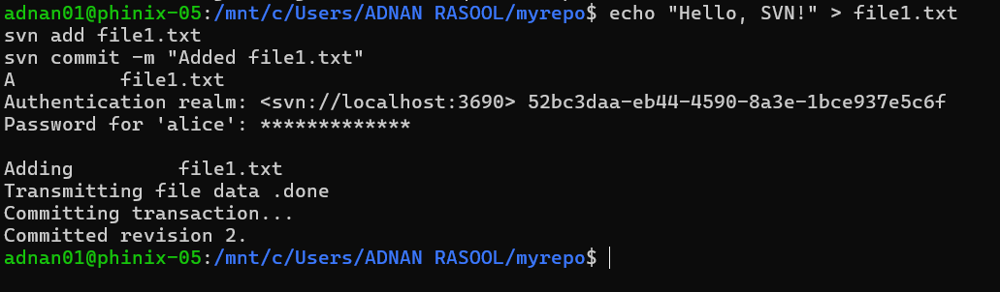 adnan01@phinix-05:/mnt/c/Users/ADNAN RASOOL/myrepo$ echo "Hello, SVN!" > file1.txt
svn add file1.txt
svn commit -m "Added file1.txt"
A         file1.txt
Authentication realm: <svn://localhost:3690> 52bc3daa-eb44-4590-8a3e-1bce937e5c6f
Password for 'alice': *************
Adding         file1.txt
Transmitting file data .done
Committing transaction...
Committed revision 2.
adnan01@phinix-05:/mnt/c/Users/ADNAN RASOOL/myrepo$